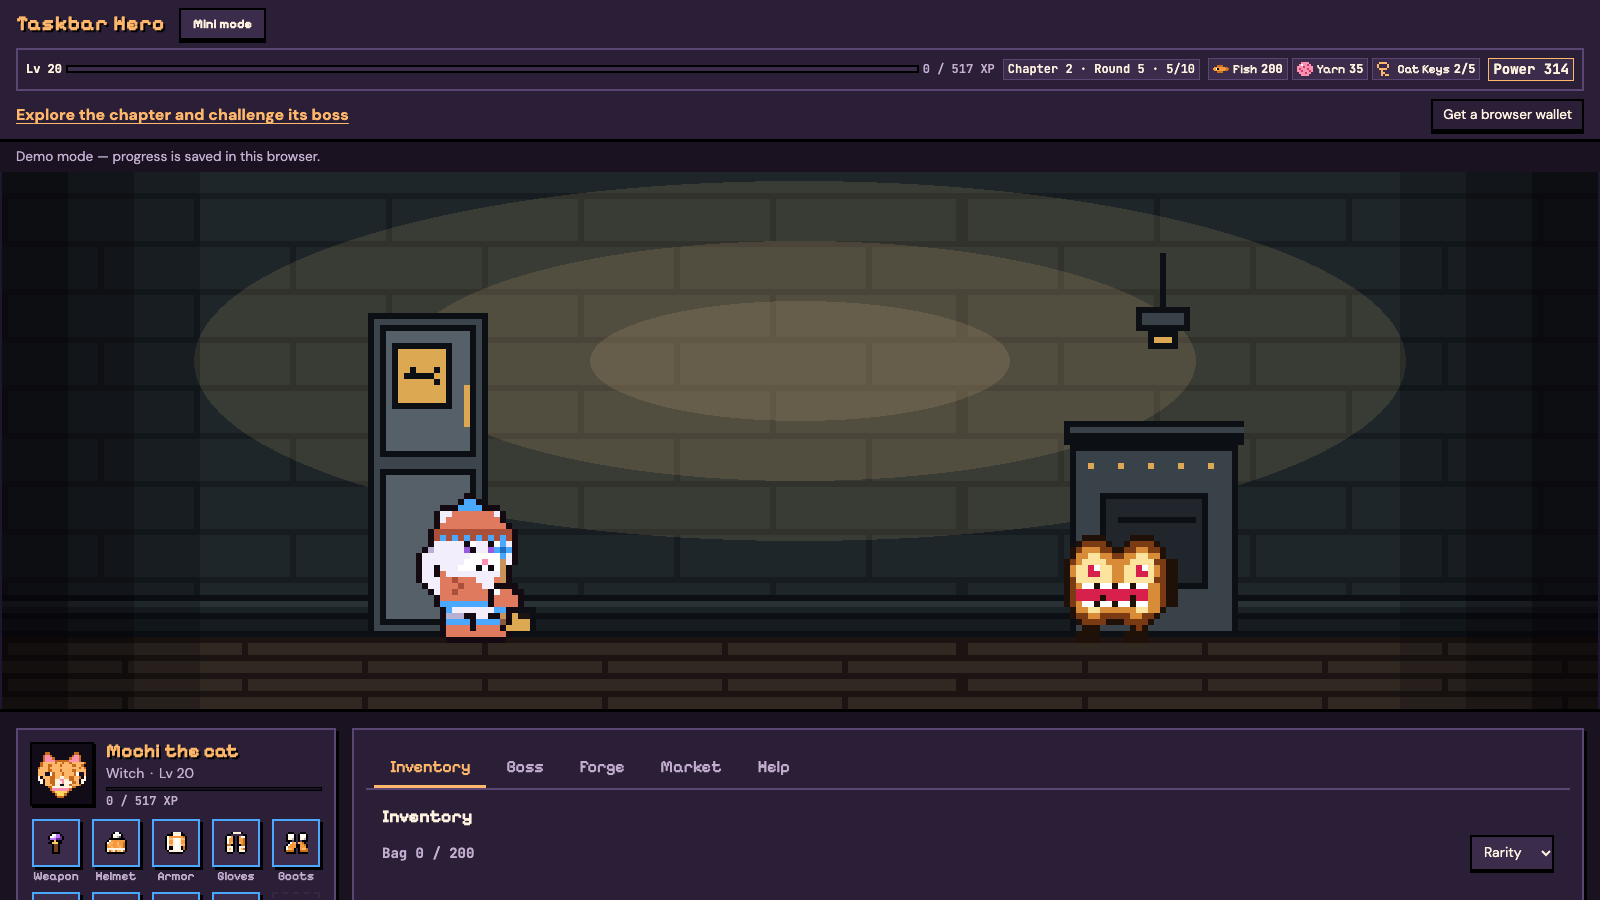 Taskbar Hero
Mini mode
Lv 20
0 / 517 XP
Chapter 2 · Round 5 · 5/10
Fish 200
Yarn 35
Cat Keys 2/5
Power 314
Explore the chapter and challenge its boss
Get a browser wallet
Demo mode — progress is saved in this browser.
Mochi the cat
Witch · Lv 20
0 / 517 XP
Weapon
Helmet
Armor
Gloves
Boots
Inventory
Boss
Forge
Market
Help
Inventory
Bag 0 / 200
Rarity